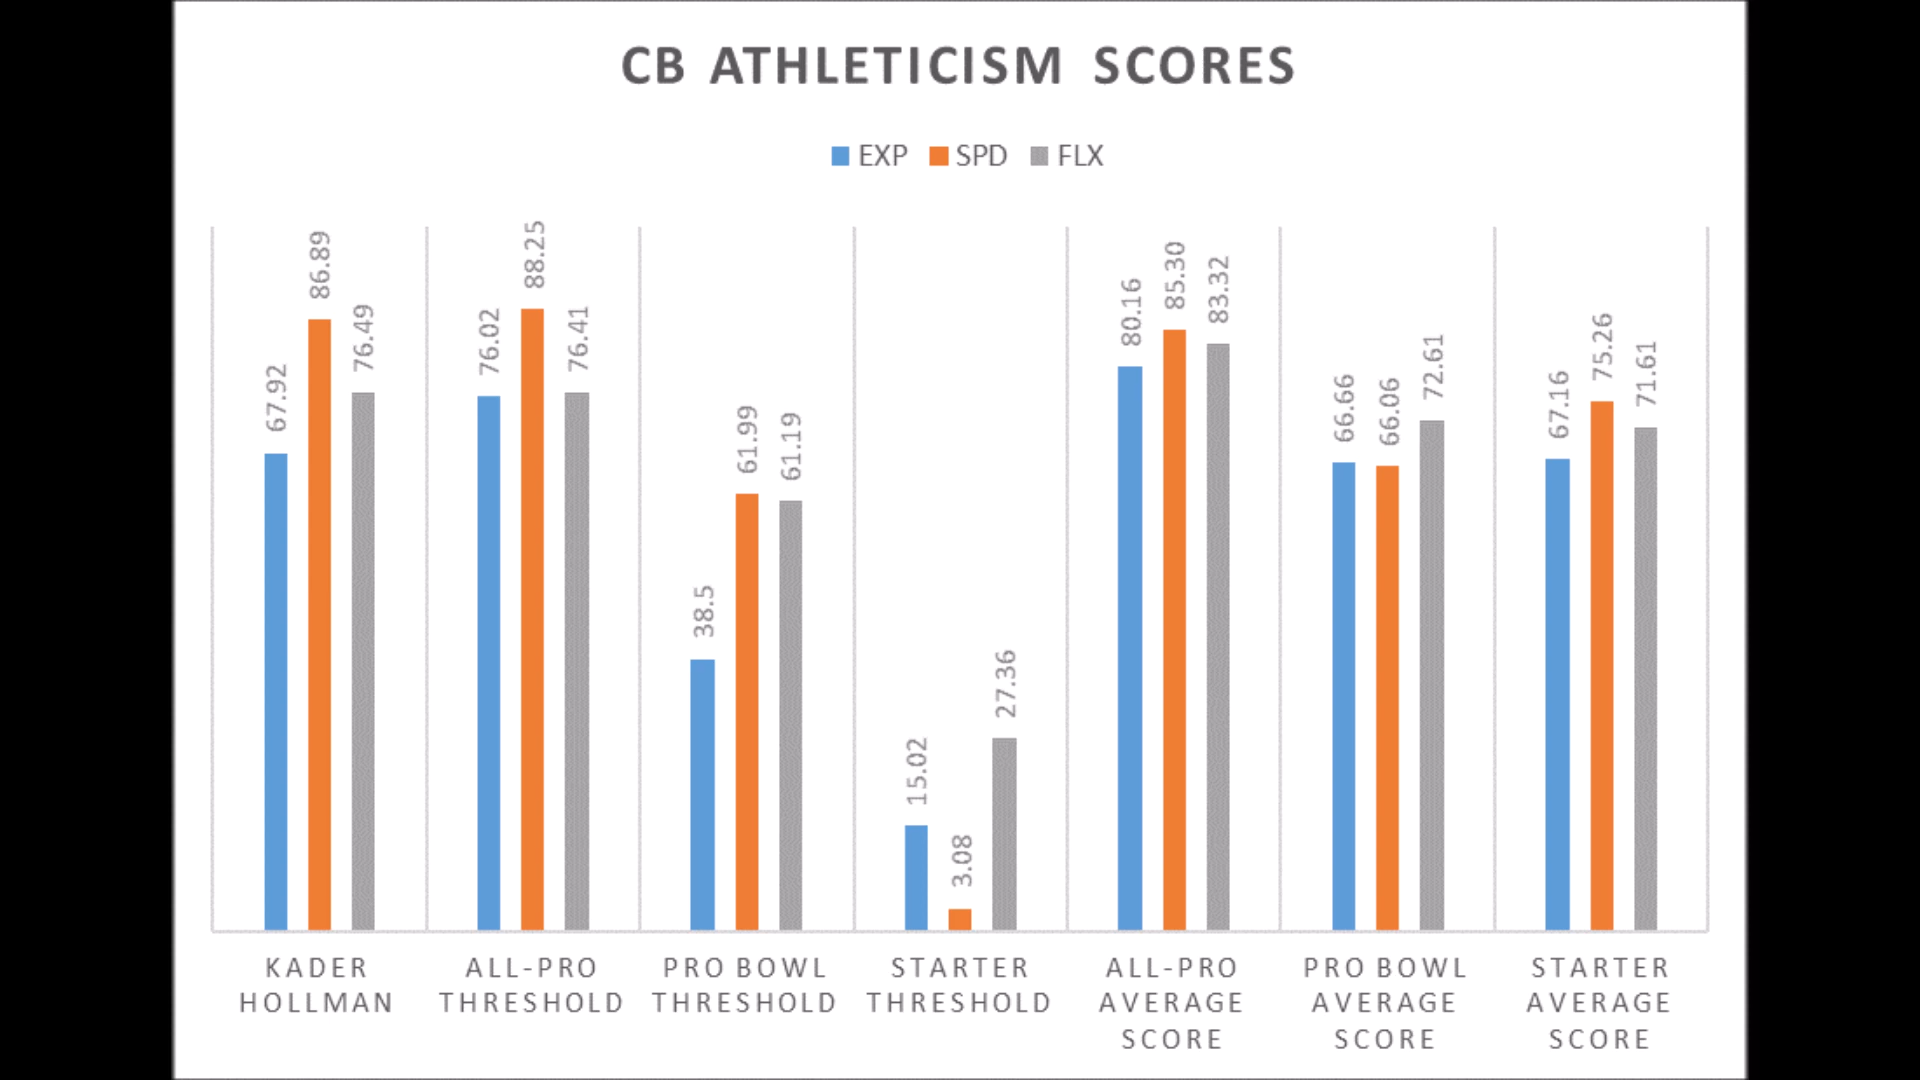 CB ATHLETICISM SCORES
EXP SPD FLX
67.92
86.89
76.49
76.02
88.25
76.41
38.5
61.99
61.19
15.02
3.08
27.36
80.16
85.30
83.32
66.66
66.06
72.61
67.16
75.26
71.61
KADER
HOLLMAN
ALL-PRO
THRESHOLD
PRO BOWL
THRESHOLD
STARTER
THRESHOLD
ALL-PRO
AVERAGE
SCORE
PRO BOWL
AVERAGE
SCORE
STARTER
AVERAGE
SCORE